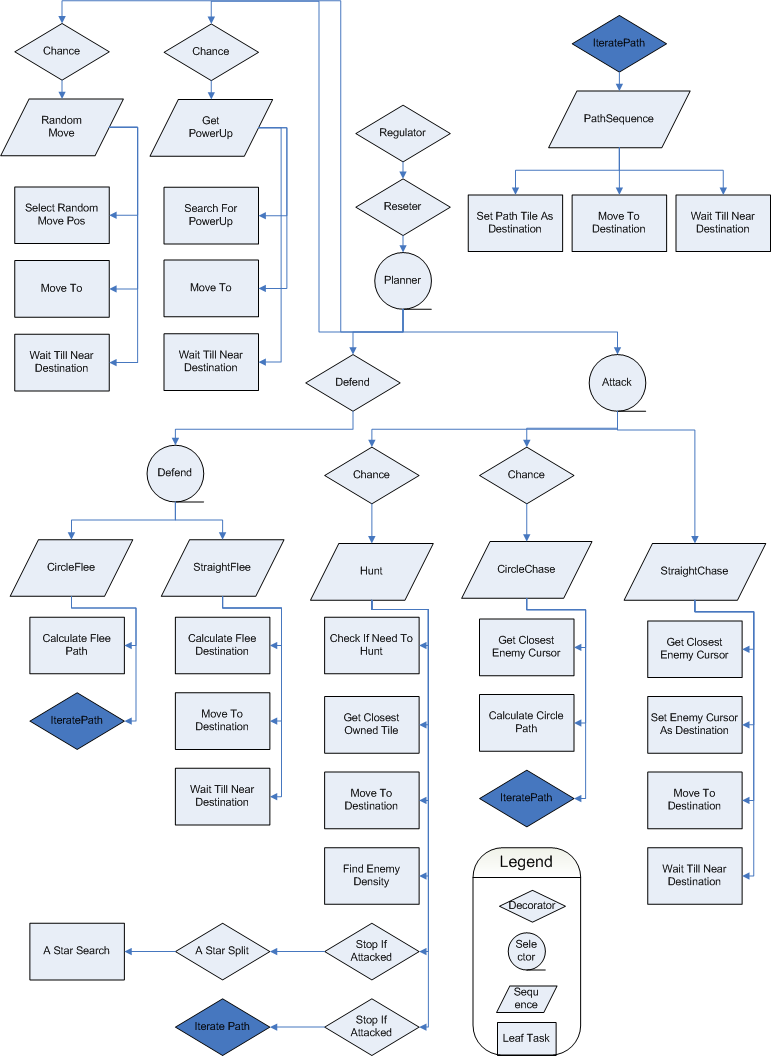 Chance
Chance
IteratePath
Random
Move
Get
PowerUp
Regulator
PathSequence
Select Random
Move Pos
Search For
PowerUp
Reseter
Set Path Tile As
Destination
Move To
Destination
Wait Till Near
Destination
Move To
Move To
Planner
Wait Till Near
Destination
Wait Till Near
Destination
Defend
Attack
Defend
Chance
Chance
CircleFlee
StraightFlee
Hunt
CircleChase
StraightChase
Calculate Flee
Path
Calculate Flee
Destination
Check If Need To
Hunt
Get Closest
Enemy Cursor
Get Closest
Enemy Cursor
IteratePath
Move To
Destination
Get Closest
Owned Tile
Calculate Circle
Path
Set Enemy Cursor
As Destination
Wait Till Near
Destination
Move To
Destination
IteratePath
Move To
Destination
Find Enemy
Density
Wait Till Near
Destination
Legend
Decorator
Sele
ctor
Sequ
ence
Leaf Task
A Star Search
A Star Split
Stop If
Attacked
Iterate Path
Stop If
Attacked